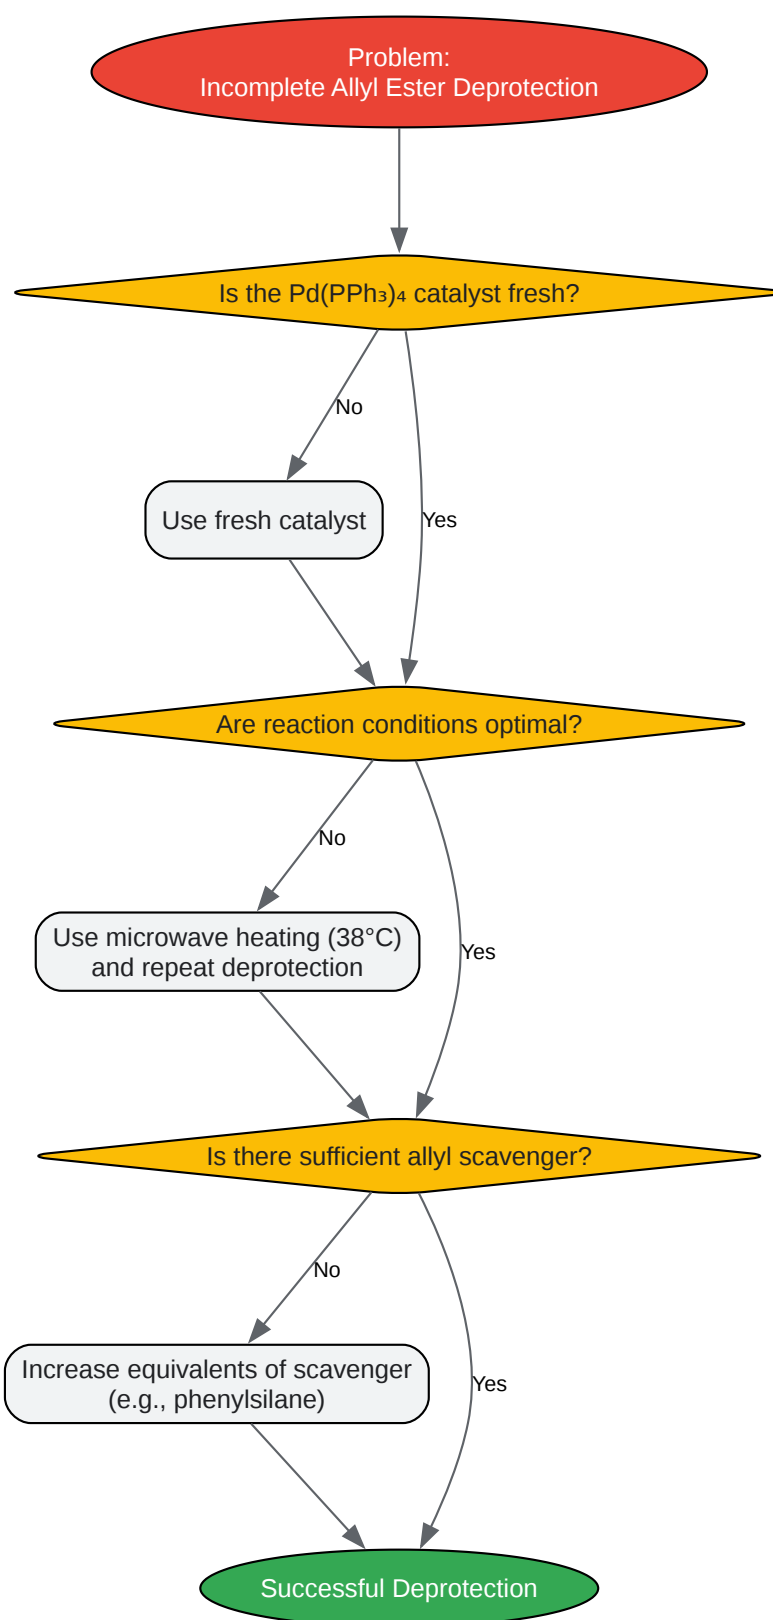 Problem:
Incomplete Allyl Ester Deprotection
Is the Pd(PPh₃)₄ catalyst fresh?
No
Use fresh catalyst
Yes
Are reaction conditions optimal?
No
Use microwave heating (38°C)
and repeat deprotection
Yes
Is there sufficient allyl scavenger?
No
Increase equivalents of scavenger
(e.g., phenylsilane)
Yes
Successful Deprotection